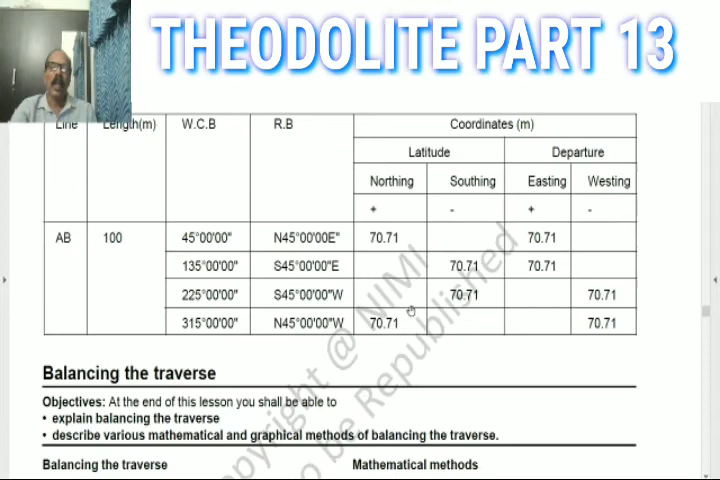 THEODOLITE PART 13
Line Length(m) W.C.B R.B Coordinates (m)
Latitude Departure
Northing Southing Easting Westing
+ - + -
AB 100 45°00'00" N45°00'00E" 70.71 70.71
135°00'00" S45°00'00"E 70.71 70.71
225°00'00" S45°00'00"W 70.71 70.71
315°00'00" N45°00'00"W 70.71 70.71
Balancing the traverse
Objectives: At the end of this lesson you shall be able to
• explain balancing the traverse
• describe various mathematical and graphical methods of balancing the traverse.
Balancing the traverse Mathematical methods
@ NIMI
o be Republished